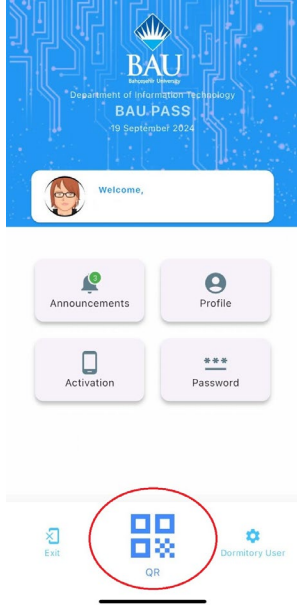 BAU
Bahçeşehir University
Department of Information Technology
BAU PASS
19 September 2024
Welcome,
3
Announcements
Profile
Activation
***
Password
Exit
QR
Dormitory User